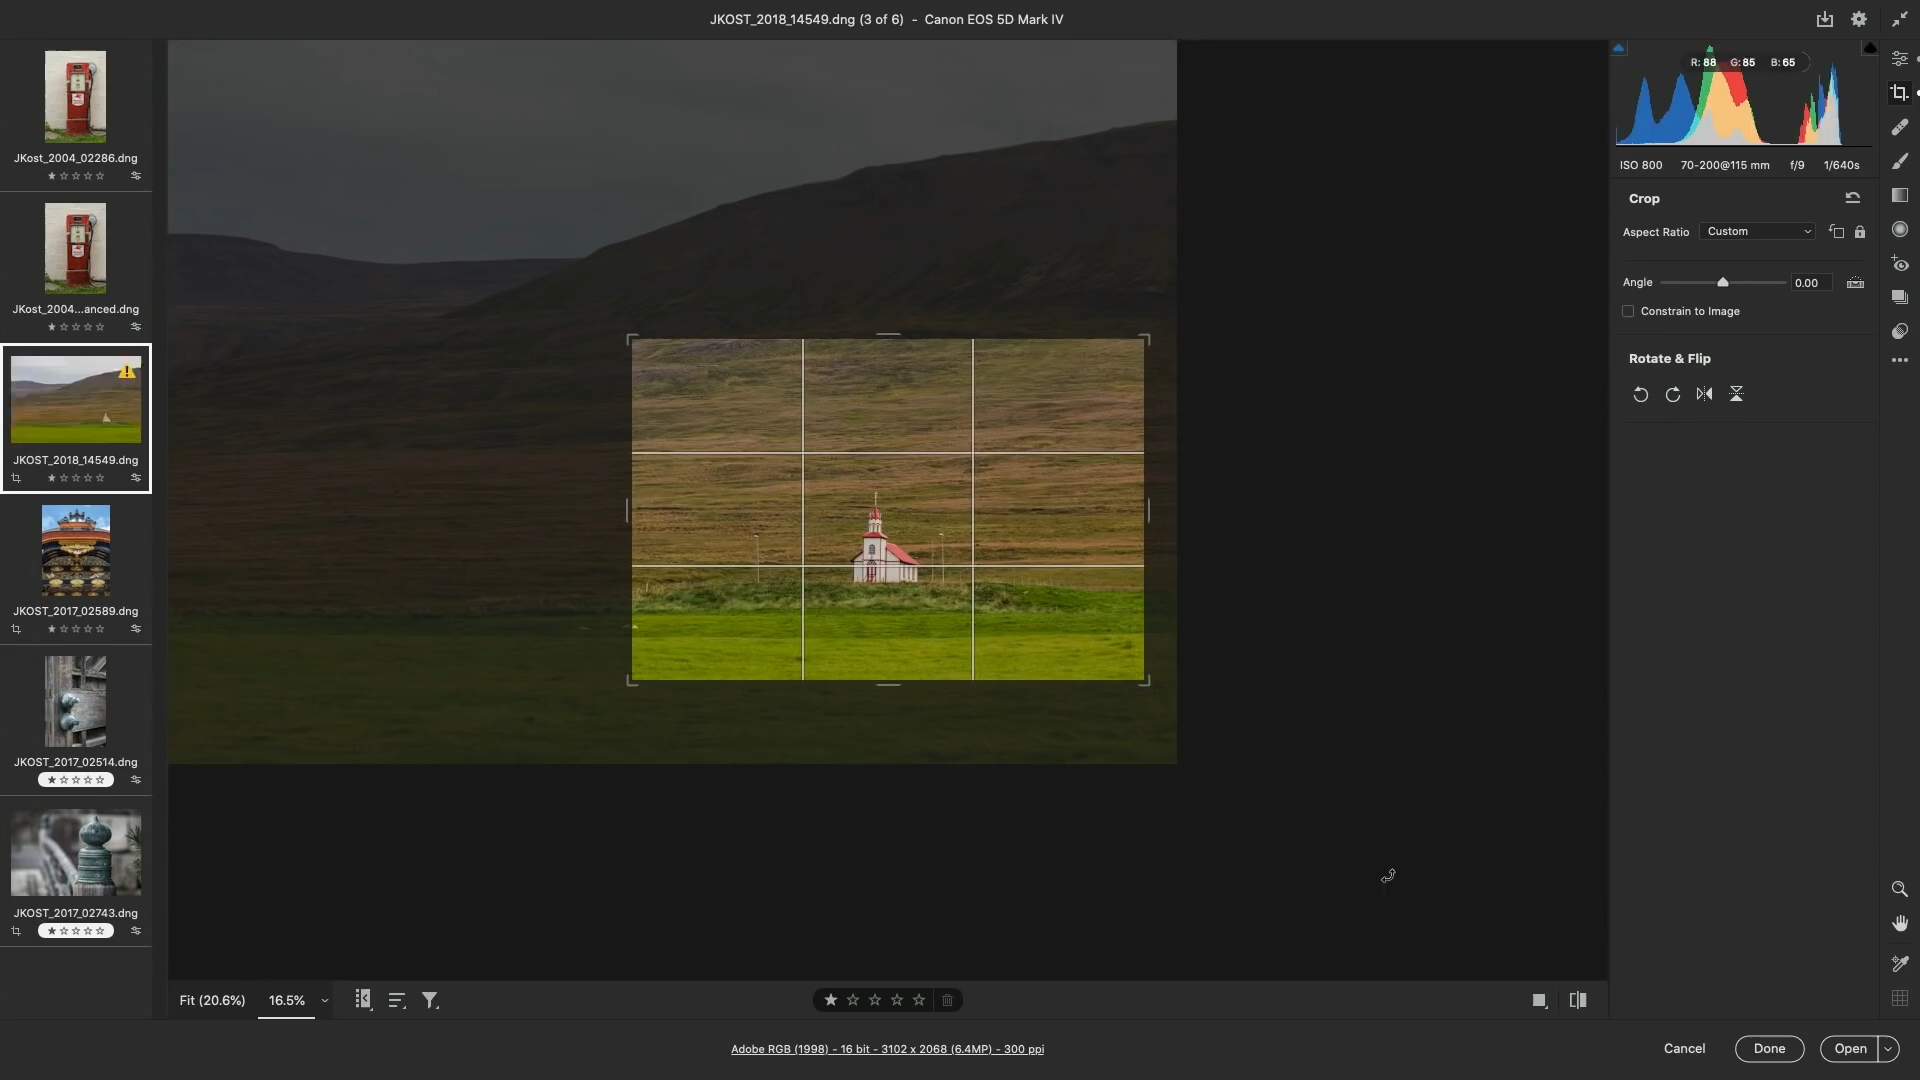 JKOST_2018_14549.dng (3 of 6) - Canon EOS 5D Mark IV
JKost_2004_02286.dng
JKost_2004...anced.dng
JKOST_2018_14549.dng
JKOST_2017_02589.dng
JKOST_2017_02514.dng
JKOST_2017_02743.dng
R: 88 G: 85 B: 65
ISO 800 70-200@115 mm f/9 1/640s
Crop
Aspect Ratio Custom
Angle 0.00
Constrain to Image
Rotate & Flip
Fit (20.6%) 16.5%
Adobe RGB (1998) - 16 bit - 3102 x 2068 (6.4MP) - 300 ppi
Cancel Done Open